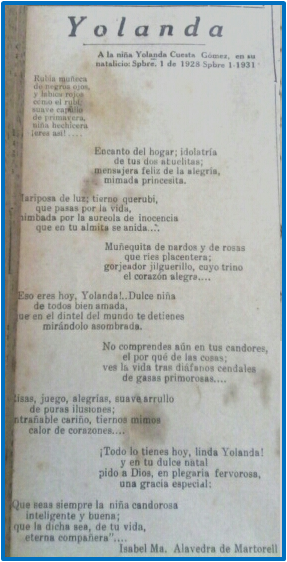 Yolanda
A la niña Yolanda Cuesta Gómez, en su
natalicio: Spbre. 1 de 1928 Spbre 1-1931
Rubia muñeca
de negros ojos,
y labios rojos
como el rubí;
suave capullo
de primavera,
niña hechicera
¡eres así!....
Encanto del hogar; idolatría
de tus dos abuelitas;
mensajera feliz de la alegría,
mimada princesita.
Mariposa de luz; tierno querubí,
que pasas por la vida,
nimbada por la aureola de inocencia
que en tu almita se anida....
Muñequita de nardos y de rosas
que ríes placentera;
gorjeador jilguerillo, cuyo trino
el corazón alegra....
Eso eres hoy, Yolanda!..Dulce niña
de todos bien amada,
que en el dintel del mundo te detienes
mirándolo asombrada.
No comprendes aún en tus candores,
el por qué de las cosas;
ves la vida tras diáfanos cendales
de gasas primorosas....
Risas, juego, alegrías, suave arrullo
de puras ilusiones;
entrañable cariño, tiernos mimos
calor de corazones....
¡Todo lo tienes hoy, linda Yolanda!
y en tu dulce natal
pido a Dios, en plegaria fervorosa,
una gracia especial:
Que seas siempre la niña candorosa
inteligente y buena;
que la dicha sea, de tu vida,
eterna compañera"....
Isabel Ma. Alavedra de Martorell